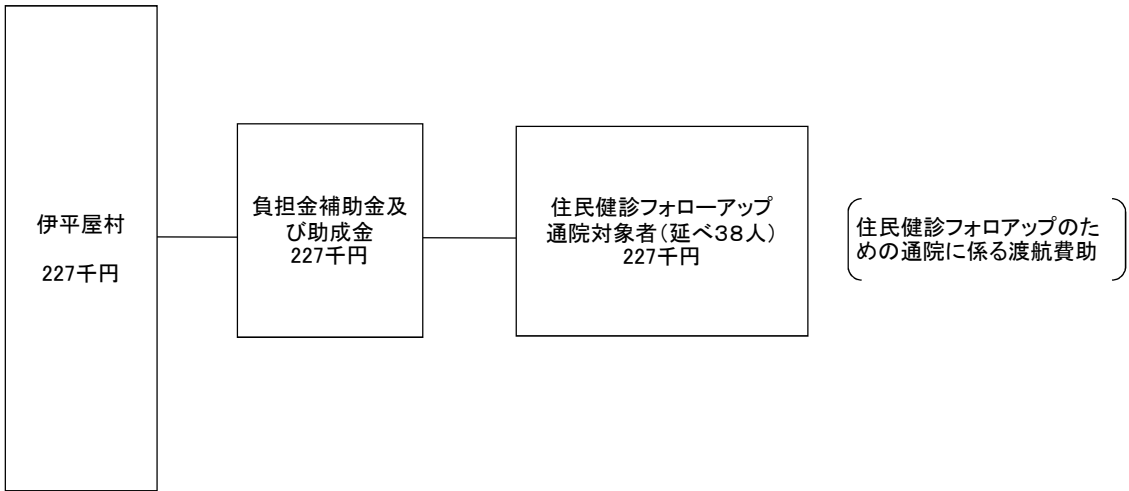 伊平屋村
227千円
負担金補助金及
び助成金
227千円
住民健診フォローアップ
通院対象者(延べ38人)
227千円
住民健診フォロアップのた
めの通院に係る渡航費助